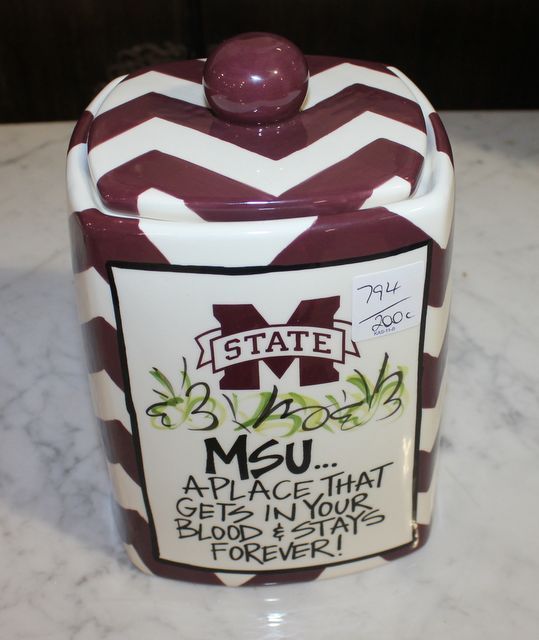 794
200c
M
STATE
MSU...
A PLACE THAT
GETS IN YOUR
BLOOD & STAYS
FOREVER!